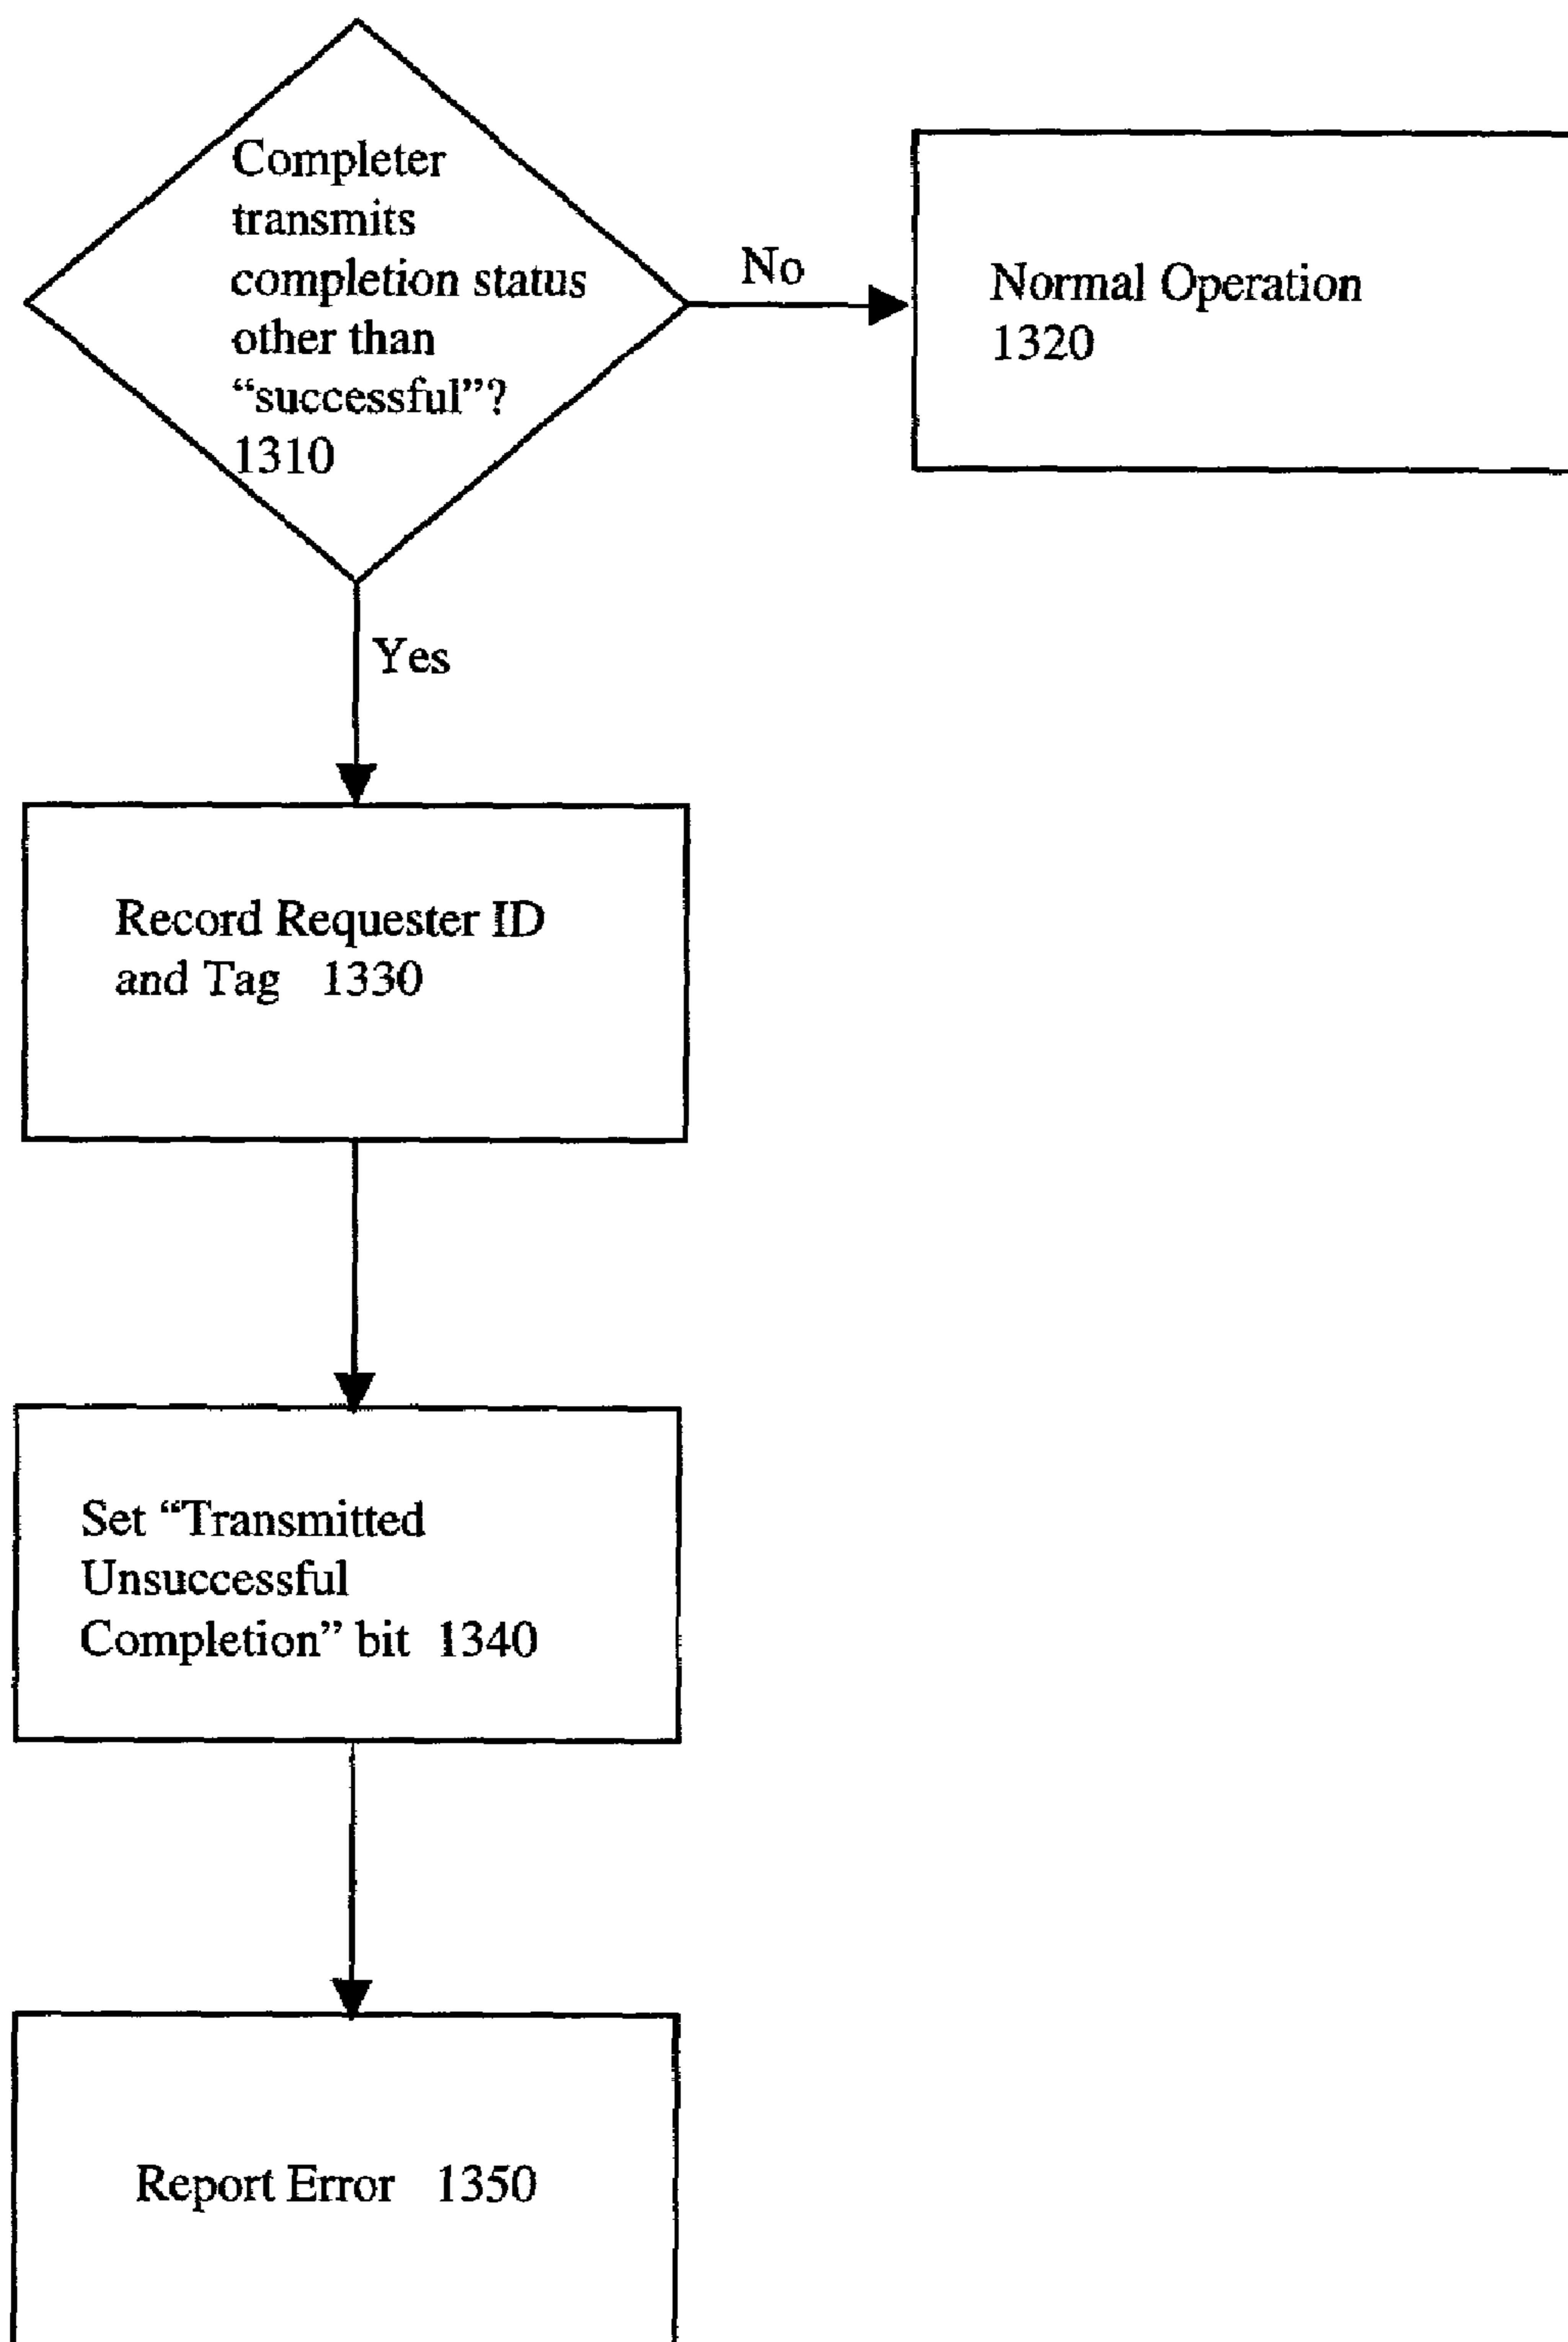 Completer
transmits
completion status
other than
“successful”?
1310
No
Normal Operation
1320
Yes
Record Requester ID
and Tag 1330
Set “Transmitted
Unsuccessful
Completion” bit 1340
Report Error 1350